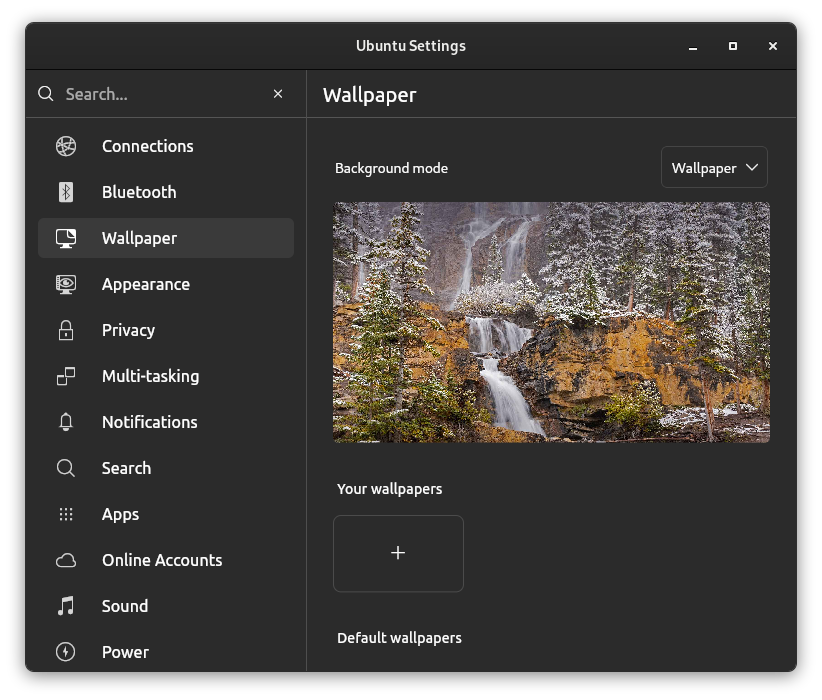 Ubuntu Settings
Search...
Wallpaper
Connections
Bluetooth
Wallpaper
Appearance
Privacy
Multi-tasking
Notifications
Search
Apps
Online Accounts
Sound
Power
Background mode
Wallpaper
Your wallpapers
Default wallpapers